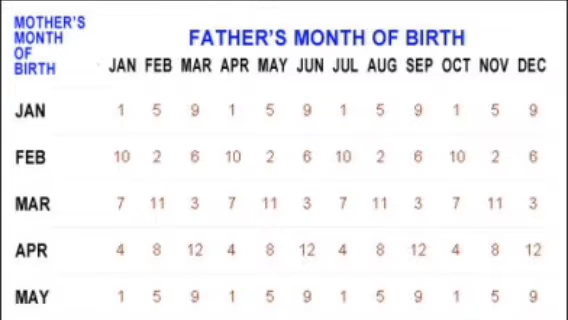 MOTHER'S
MONTH
OF
BIRTH
FATHER'S MONTH OF BIRTH
JAN FEB MAR APR MAY JUN JUL AUG SEP OCT NOV DEC
JAN 1 5 9 1 5 9 1 5 9 1 5 9
FEB 10 2 6 10 2 6 10 2 6 10 2 6
MAR 7 11 3 7 11 3 7 11 3 7 11 3
APR 4 8 12 4 8 12 4 8 12 4 8 12
MAY 1 5 9 1 5 9 1 5 9 1 5 9